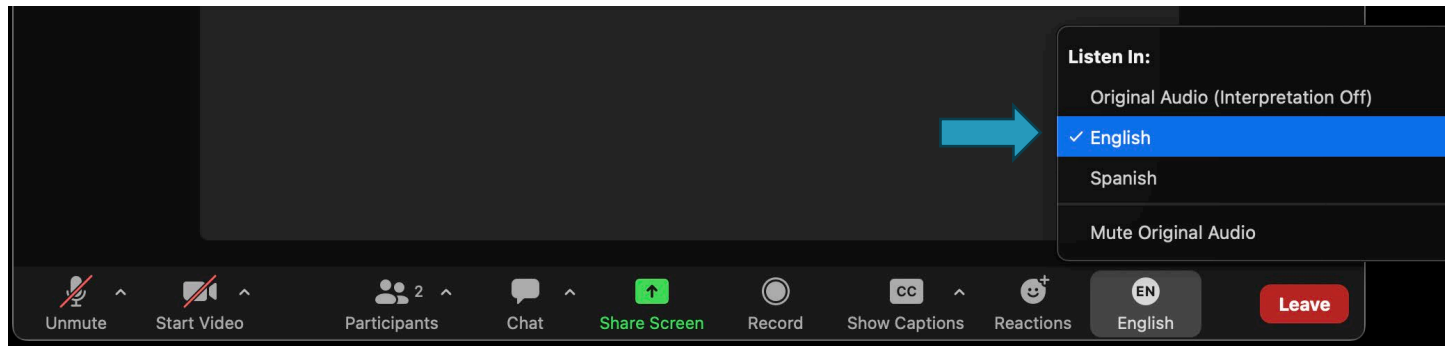 Listen In:
Original Audio (Interpretation Off)
✓ English
Spanish
Mute Original Audio
2 CC EN
Unmute Start Video Participants Chat Share Screen Record Show Captions Reactions English Leave